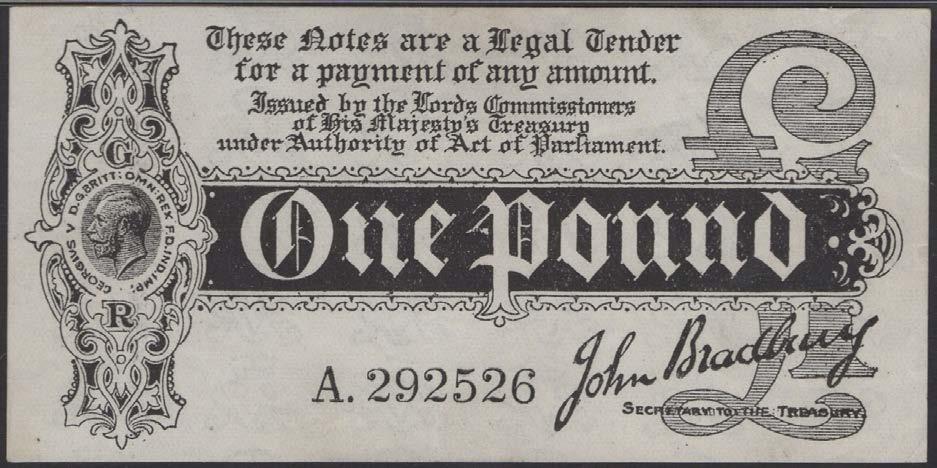 These Notes are a Legal Tender
for a payment of any amount.
Issued by the Lords Commissioners
of His Majesty's Treasury
under Authority of Act of Parliament.
£1
G
GEORGIVS V D.G.BRITT:OMN:REX F.D.IND:IMP:
R
One Pound
A. 292526
John Bradbury
SECRETARY TO THE TREASURY.
£1